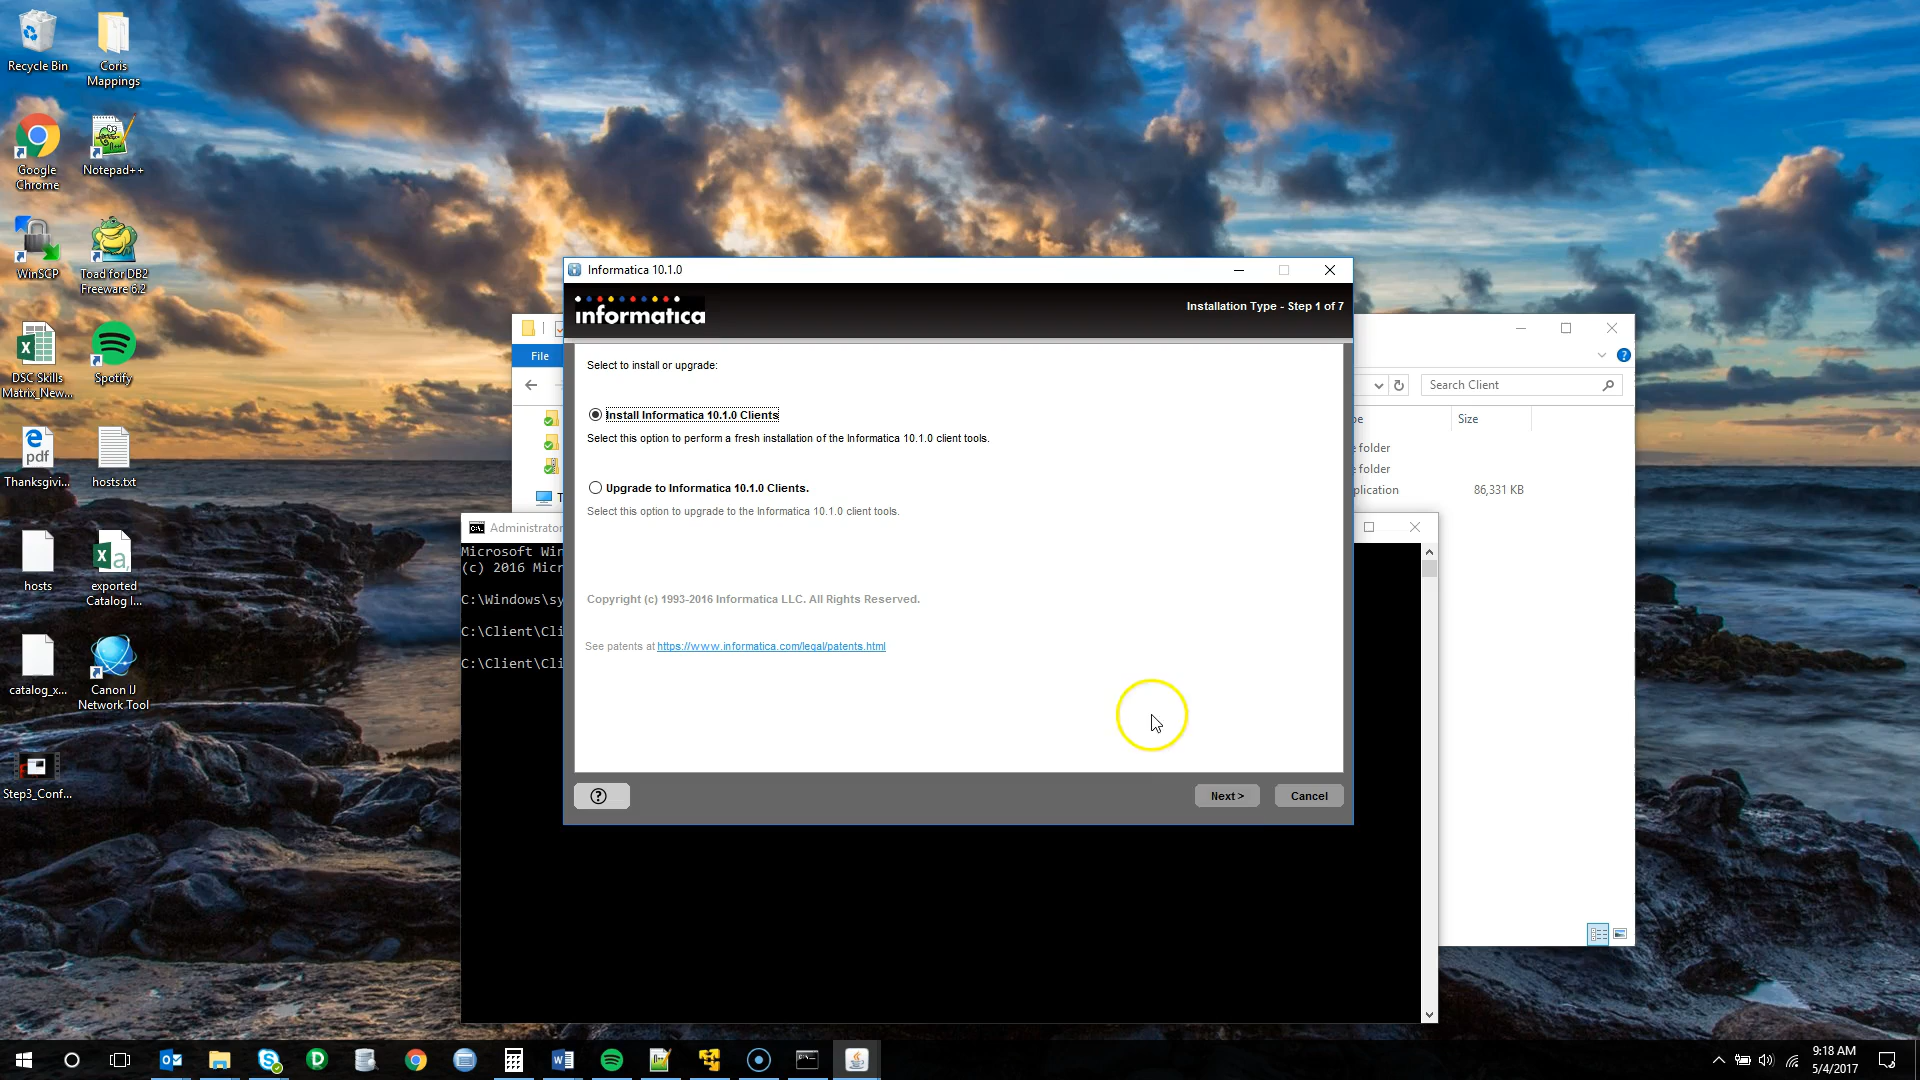 Recycle Bin
Coris
Mappings
Google
Chrome
Notepad++
WinSCP
Toad for DB2
Freeware 6.2
DSC Skills
Matrix_New...
Spotify
pdf
Thanksgivi...
hosts.txt
hosts
exported
Catalog I...
catalog_x...
Canon IJ
Network Tool
Step3_Conf...
Informatica 10.1.0
informatica
Installation Type - Step 1 of 7
Select to install or upgrade:
Install Informatica 10.1.0 Clients
Select this option to perform a fresh installation of the Informatica 10.1.0 client tools.
Upgrade to Informatica 10.1.0 Clients.
Select this option to upgrade to the Informatica 10.1.0 client tools.
Copyright (c) 1993-2016 Informatica LLC. All Rights Reserved.
See patents at https://www.informatica.com/legal/patents.html
Next >
Cancel
File
Search Client
Size
folder
folder
86,331 KB
Administrator
Microsoft Win
(c) 2016 Micr
C:\Windows\sy
C:\Client\Cli
C:\Client\Cli
9:18 AM
5/4/2017